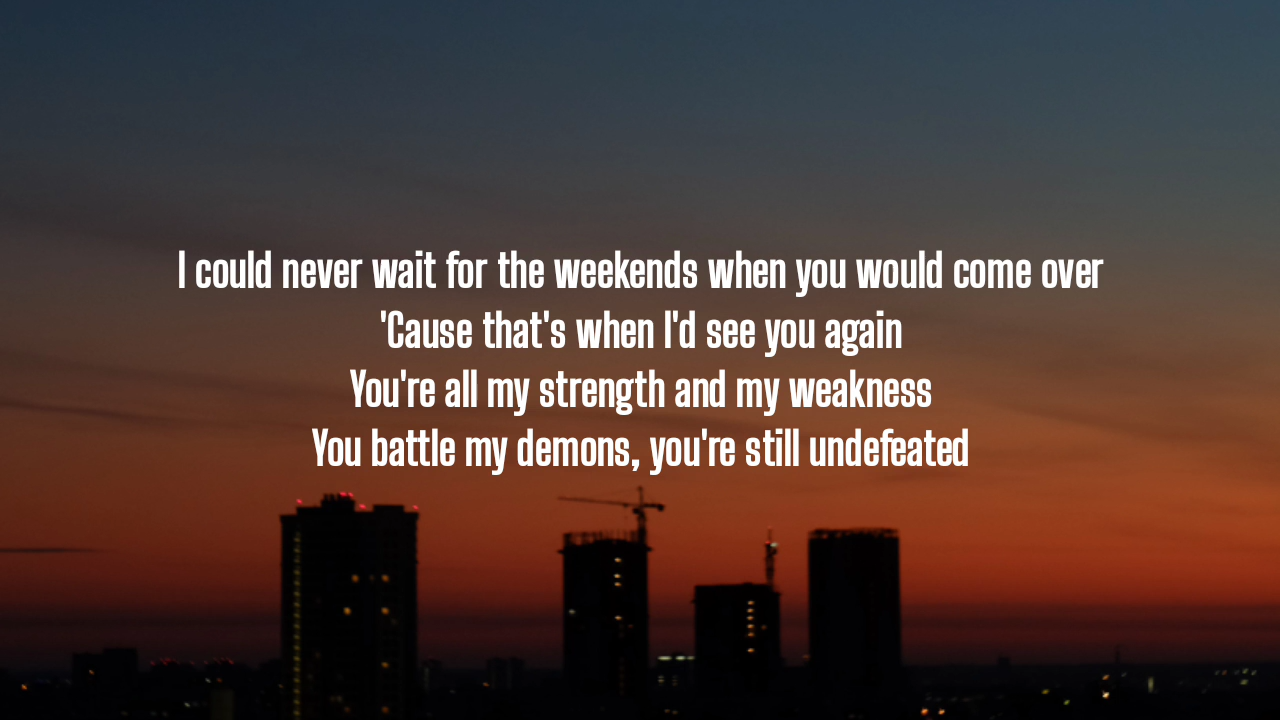 I could never wait for the weekends when you would come over
'Cause that's when I'd see you again
You're all my strength and my weakness
You battle my demons, you're still undefeated